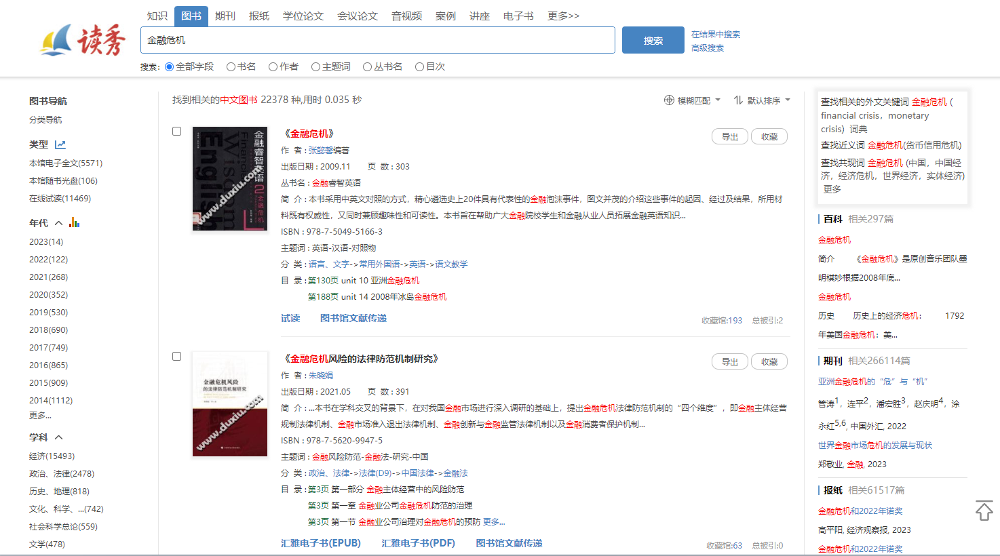 读秀
知识 图书 期刊 报纸 学位论文 会议论文 音视频 案例 讲座 电子书 更多>>
金融危机
搜索
在结果中搜索
高级搜索
搜索: 全部字段 书名 作者 主题词 丛书名 目次
图书导航
分类导航
类型
本馆电子全文(5571)
本馆随书光盘(106)
在线试读(11469)
年代
2023(14)
2022(122)
2021(268)
2020(352)
2019(530)
2018(690)
2017(749)
2016(865)
2015(909)
2014(1112)
更多...
学科
经济(15493)
政治、法律(2478)
历史、地理(818)
文化、科学、...(742)
社会科学总论(559)
文学(478)
找到相关的中文图书 22378 种,用时 0.035 秒
模糊匹配 默认排序
金融睿智英语
Financial Wisdom English
2
金融危机
www.duxiu.com
《金融危机》
导出 收藏
作 者 : 张懿馨编著
出版日期 : 2009.11 页 数 : 303
丛书名 : 金融睿智英语
简 介 : 本书采用中英文对照的方式，精心遴选史上20件具有代表性的金融泡沫事件，图文并茂的介绍这些事件的起因、经过及结果，所用材
料既有权威性，又同时兼顾趣味性和可读性。本书旨在帮助广大金融院校学生和金融从业人员拓展金融英语知识...
ISBN : 978-7-5049-5166-3
主题词 : 英语-汉语-对照物
分 类 : 语言、文字->常用外国语->英语->语文教学
目 录 : 第130页 unit 10 亚洲金融危机
第188页 unit 14 2008年冰岛金融危机
试读 图书馆文献传递
收藏馆:193 总被引:2
金融危机风险
的法律防范机制研究
www.duxiu.com
《金融危机风险的法律防范机制研究》
导出 收藏
作 者 : 朱晓娟
出版日期 : 2021.05 页 数 : 391
简 介 : ...本书在学科交叉的背景下，在对我国金融市场进行深入调研的基础上，提出金融危机法律防范机制的“四个维度”，即金融主体经营
规制法律机制、金融市场准入退出法律机制、金融创新与金融监管法律机制以及金融消费者保护机制...
ISBN : 978-7-5620-9947-5
主题词 : 金融风险防范-金融法-研究-中国
分 类 : 政治、法律->法律(D9)->中国法律->金融法
目 录 : 第3页 第一部分 金融主体经营中的风险防范
第3页 第一章 金融业公司金融危机防范的治理
第3页 第一节 金融业公司治理对金融危机的预防 更多...
汇雅电子书(EPUB) 汇雅电子书(PDF) 图书馆文献传递
收藏馆:63 总被引:0
查找相关的外文关键词 金融危机 (
financial crisis，monetary
crisis) 词典
查找近义词 金融危机(货币信用危机)
查找共现词 金融危机 (中国，中国经
济，经济危机，世界经济，实体经济)
更多
百科 相关297篇
金融危机
简介 《金融危机》是原创音乐团队墨
明棋妙根据2008年底...
金融危机
历史 历史上的经济危机： 1792
年美国金融危机：美...
期刊 相关266114篇
亚洲金融危机的“危”与“机”
管涛1，连平2，潘宏胜3，赵庆明4，涂
永红5,6, 中国外汇, 2022
世界金融市场危机的发展与现状
郑敬业, 金融, 2023
报纸 相关61517篇
金融危机和2022年诺奖
高平阳, 经济观察报, 2023
金融危机和2022年诺奖